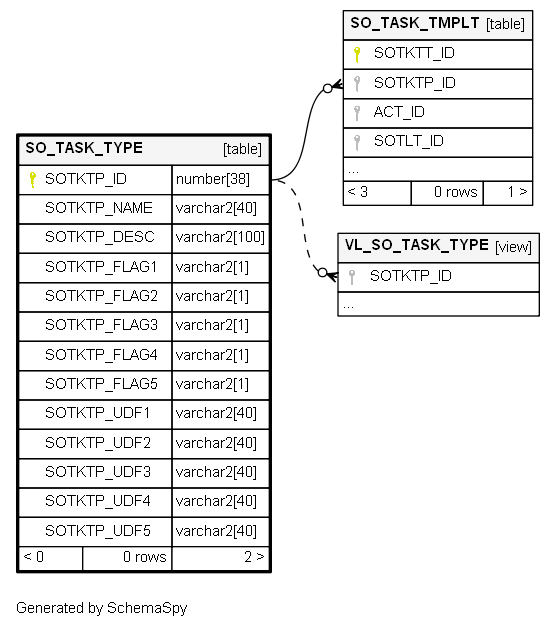 SO_TASK_TMPLT [table]
SOTKTT_ID
SOTKTP_ID
ACT_ID
SOTLT_ID
...
< 3 0 rows 1 >
SO_TASK_TYPE [table]
SOTKTP_ID number[38]
SOTKTP_NAME varchar2[40]
SOTKTP_DESC varchar2[100]
SOTKTP_FLAG1 varchar2[1]
SOTKTP_FLAG2 varchar2[1]
SOTKTP_FLAG3 varchar2[1]
SOTKTP_FLAG4 varchar2[1]
SOTKTP_FLAG5 varchar2[1]
SOTKTP_UDF1 varchar2[40]
SOTKTP_UDF2 varchar2[40]
SOTKTP_UDF3 varchar2[40]
SOTKTP_UDF4 varchar2[40]
SOTKTP_UDF5 varchar2[40]
< 0 0 rows 2 >
VL_SO_TASK_TYPE [view]
SOTKTP_ID
...
Generated by SchemaSpy